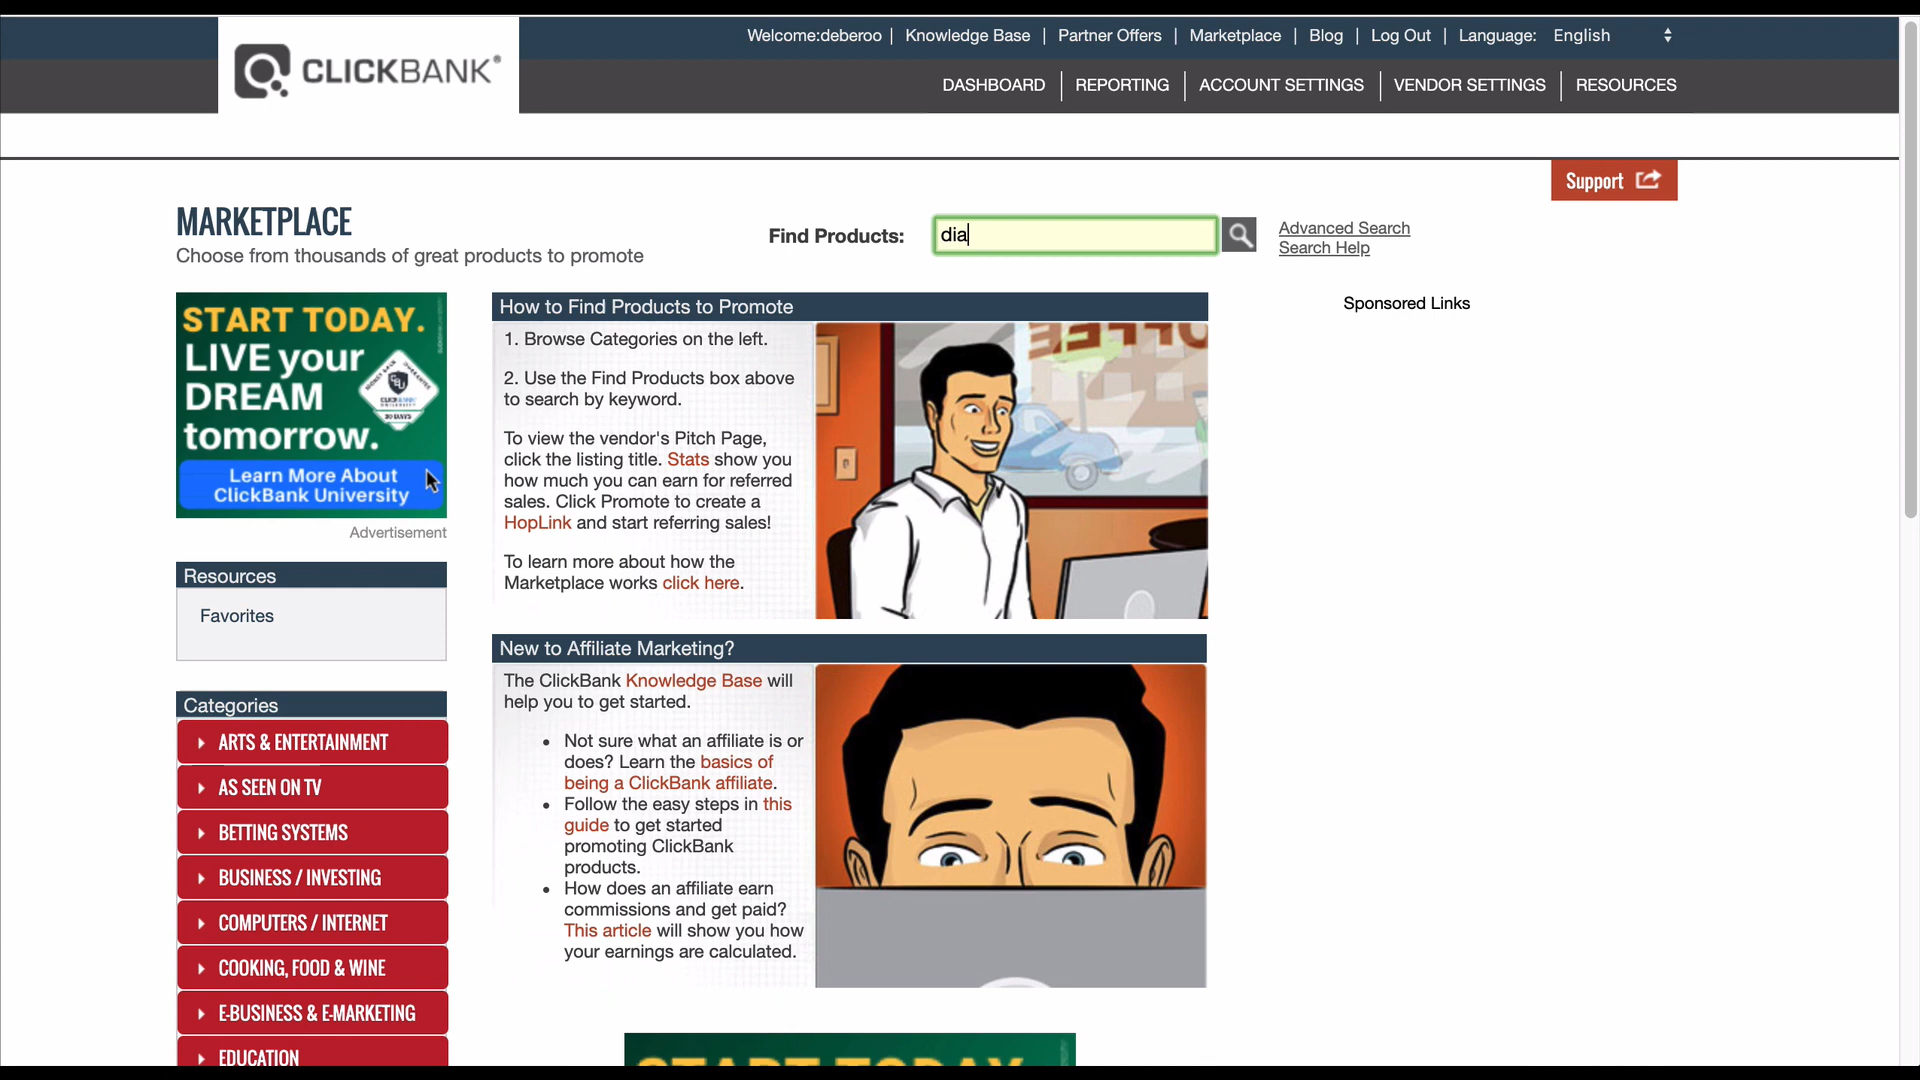 Welcome:deberoo | Knowledge Base | Partner Offers | Marketplace | Blog | Log Out | Language: English
CLICKBANK®
DASHBOARD | REPORTING | ACCOUNT SETTINGS | VENDOR SETTINGS | RESOURCES
Support
MARKETPLACE
Choose from thousands of great products to promote
Find Products:
dia
Advanced Search
Search Help
START TODAY.
LIVE your
DREAM
tomorrow.
Learn More About
ClickBank University
Advertisement
Resources
Favorites
Categories
ARTS & ENTERTAINMENT
AS SEEN ON TV
BETTING SYSTEMS
BUSINESS / INVESTING
COMPUTERS / INTERNET
COOKING, FOOD & WINE
E-BUSINESS & E-MARKETING
EDUCATION
How to Find Products to Promote
1. Browse Categories on the left.
2. Use the Find Products box above
to search by keyword.
To view the vendor's Pitch Page,
click the listing title. Stats show you
how much you can earn for referred
sales. Click Promote to create a
HopLink and start referring sales!
To learn more about how the
Marketplace works click here.
New to Affiliate Marketing?
The ClickBank Knowledge Base will
help you to get started.
• Not sure what an affiliate is or
does? Learn the basics of
being a ClickBank affiliate.
• Follow the easy steps in this
guide to get started
promoting ClickBank
products.
• How does an affiliate earn
commissions and get paid?
This article will show you how
your earnings are calculated.
START TODAY
Sponsored Links